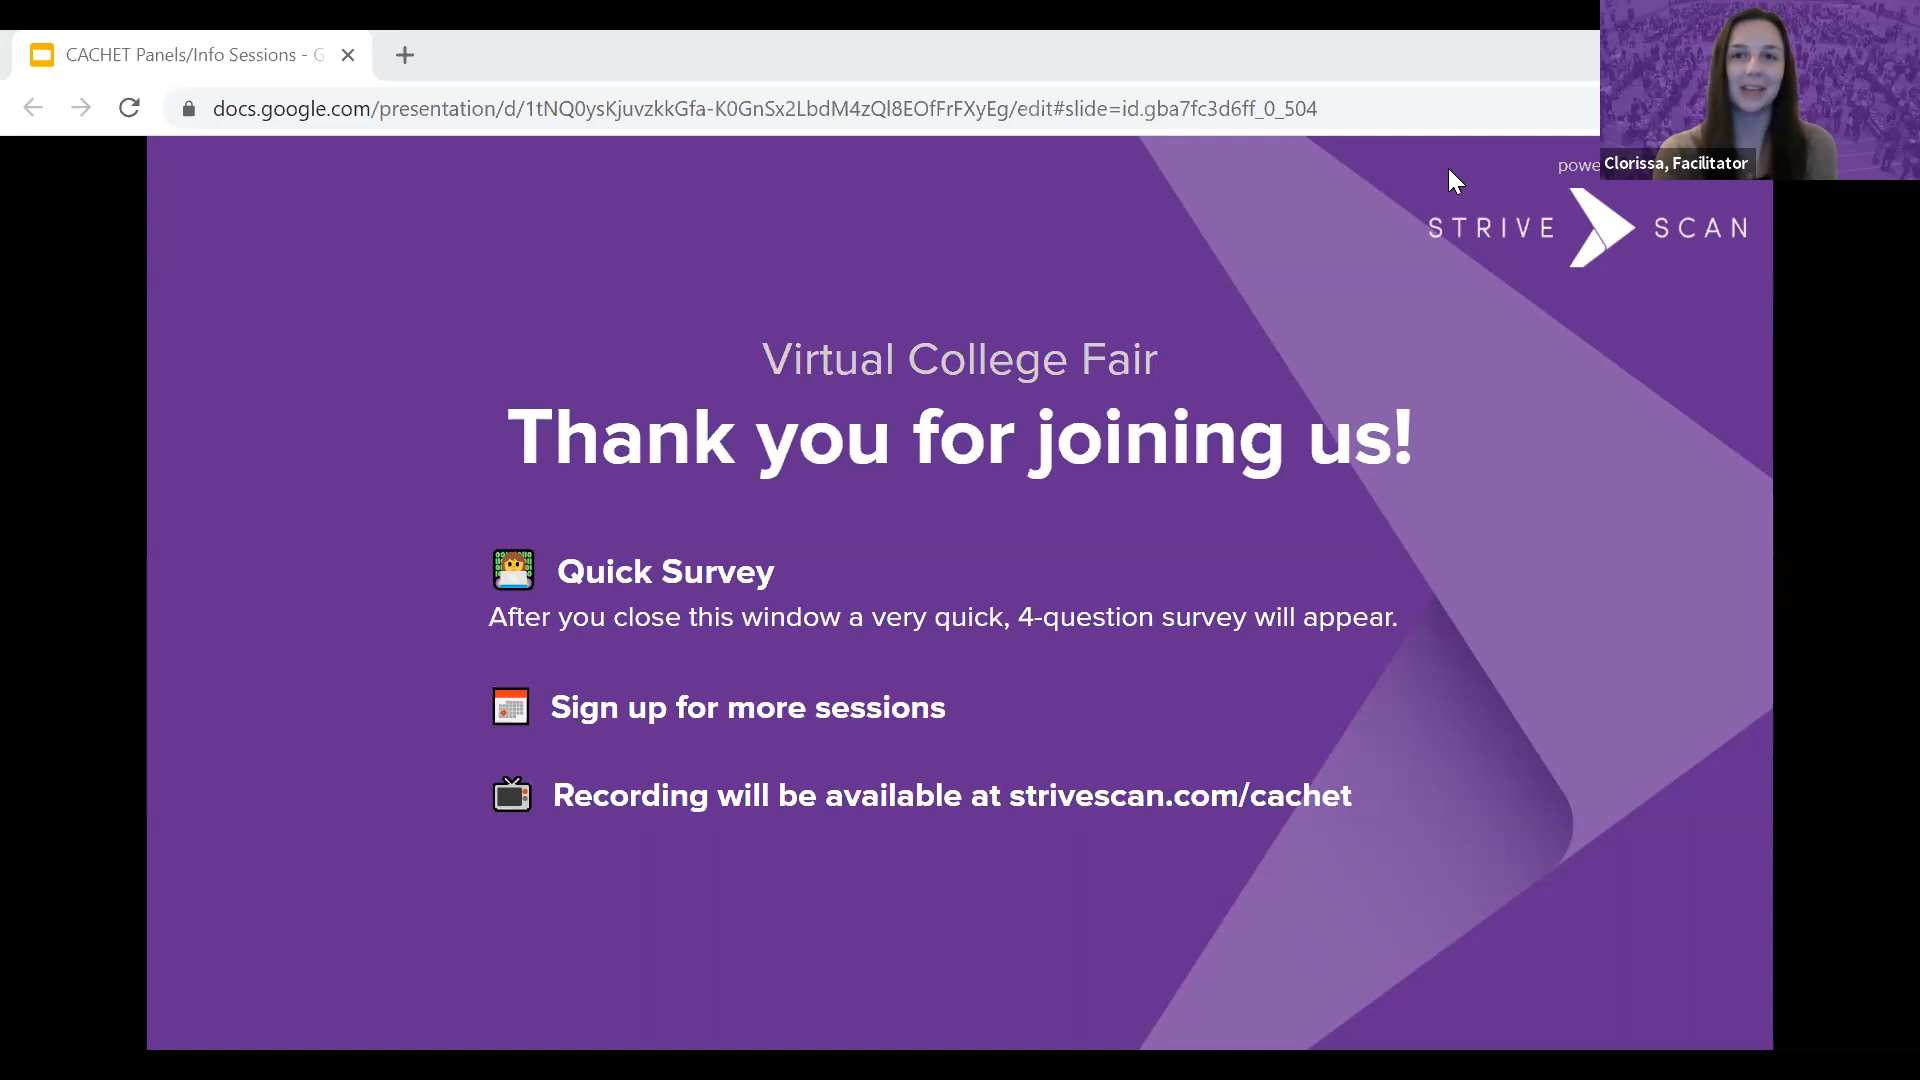 CACHET Panels/Info Sessions - G
docs.google.com/presentation/d/1tNQ0ysKjuvzkkGfa-K0GnSx2LbdM4zQl8EOfFrFXyEg/edit#slide=id.gba7fc3d6ff_0_504
Clorissa, Facilitator
STRIVE SCAN
Virtual College Fair
Thank you for joining us!
Quick Survey
After you close this window a very quick, 4-question survey will appear.
Sign up for more sessions
Recording will be available at strivescan.com/cachet